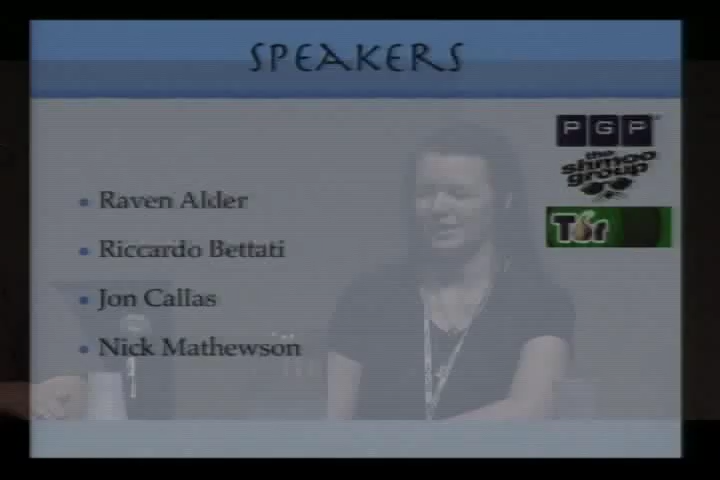 SPEAKERS
PGP
the
shmoo
group
Tor
Raven Alder
Riccardo Bettati
Jon Callas
Nick Mathewson